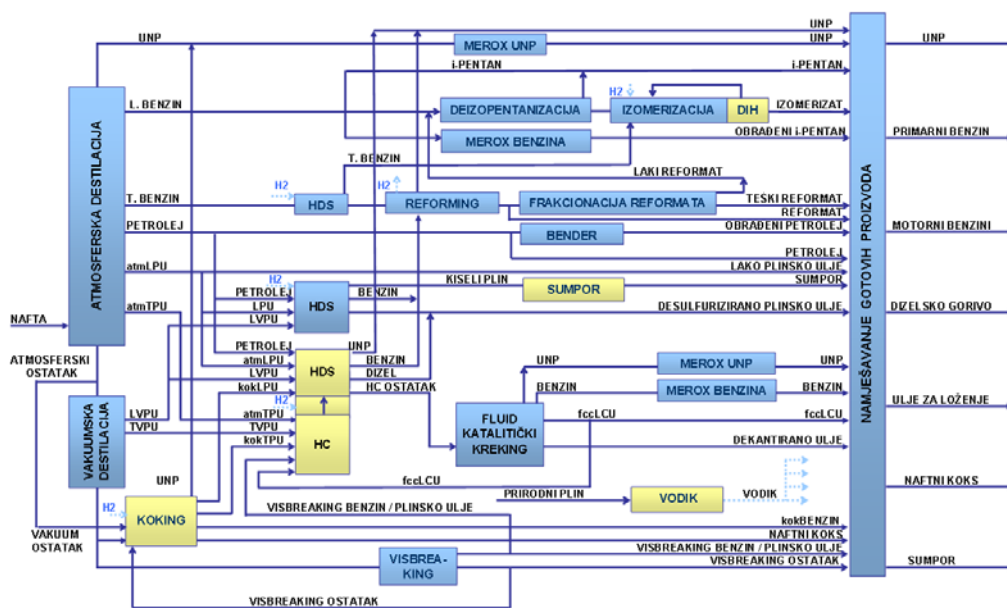 UNP
UNP
MEROX UNP
UNP
UNP
i-PENTAN
i-PENTAN
H2
L. BENZIN
DEIZOPENTANIZACIJA
IZOMERIZACIJA
DIH
IZOMERIZAT
MEROX BENZINA
OBRAĐENI i-PENTAN
PRIMARNI BENZIN
T. BENZIN
LAKI REFORMAT
H2
H2
T. BENZIN
HDS
REFORMING
FRAKCIONACIJA REFORMATA
TEŠKI REFORMAT
REFORMAT
PETROLEJ
BENDER
OBRAĐENI PETROLEJ
MOTORNI BENZINI
PETROLEJ
atmLPU
LAKO PLINSKO ULJE
H2
KISELI PLIN
SUMPOR
SUMPOR
PETROLEJ
HDS
BENZIN
atmTPU
LPU
DESULFURIZIRANO PLINSKO ULJE
DIZELSKO GORIVO
LVPU
NAFTA
ATMOSFERSKA DESTILACIJA
NAMJEŠAVANJE GOTOVIH PROIZVODA
PETROLEJ
UNP
ATMOSFERSKI
OSTATAK
atmLPU
HDS
BENZIN
UNP
MEROX UNP
UNP
LVPU
DIZEL
kokLPU
HC OSTATAK
BENZIN
MEROX BENZINA
BENZIN
H2
VAKUUMSKA
DESTILACIJA
LVPU
TVPU
atmTPU
TVPU
kokTPU
HC
FLUID
KATALITIČKI
KREKING
fccLCU
fccLCU
ULJE ZA LOŽENJE
DEKANTIRANO ULJE
UNP
fccLCU
NAFTNI KOKS
PRIRODNI PLIN
VODIK
VODIK
H2
KOKING
VISBREAKING BENZIN / PLINSKO ULJE
VAKUUM
OSTATAK
kokBENZIN
NAFTNI KOKS
VISBREAKING BENZIN / PLINSKO ULJE
VISBREA-
KING
VISBREAKING OSTATAK
SUMPOR
VISBREAKING OSTATAK